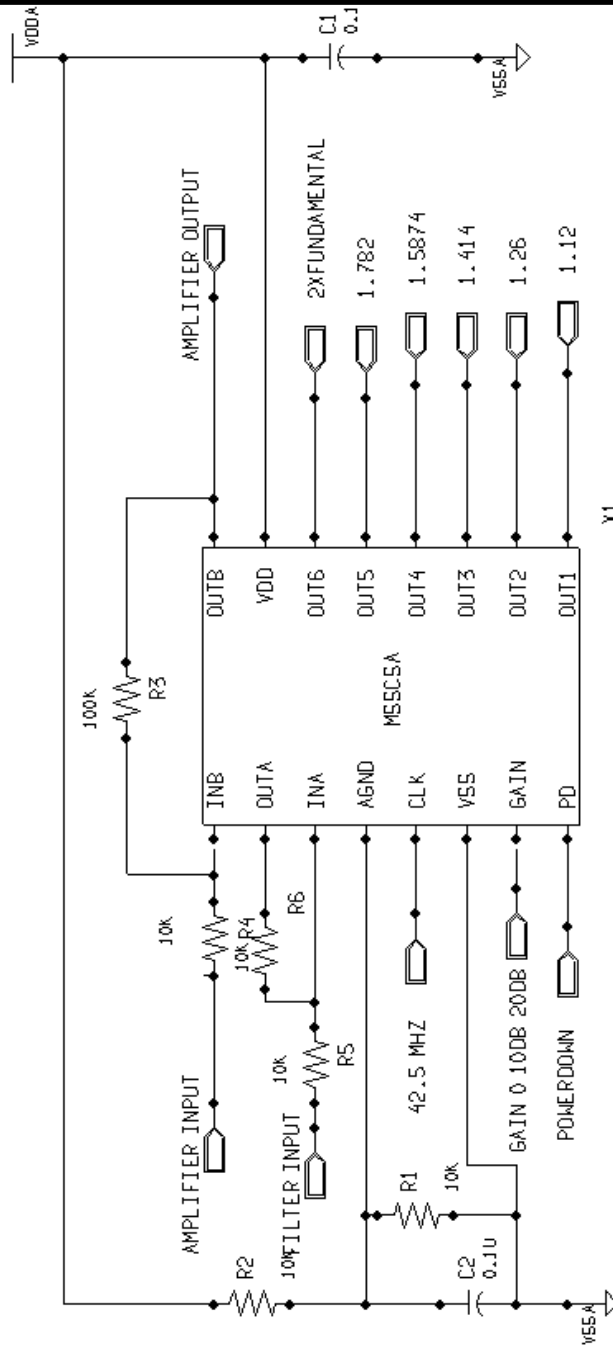 VDDA
C1
0.1
VSSA
AMPLIFIER OUTPUT
2XFUNDAMENTAL
1.782
1.5874
1.414
1.26
1.12
100K
R3
INB
OUTA
INA
AGND
CLK
VSS
GAIN
PD
MSSCSA
OUTB
VDD
OUT6
OUT5
OUT4
OUT3
OUT2
OUT1
X1
10K
R4
10K
R6
10K
R5
AMPLIFIER INPUT
FILTER INPUT
42.5 MHZ
GAIN 0 10DB 20DB
POWERDOWN
R2
10K
R1
10K
C2
0.1U
VSSA